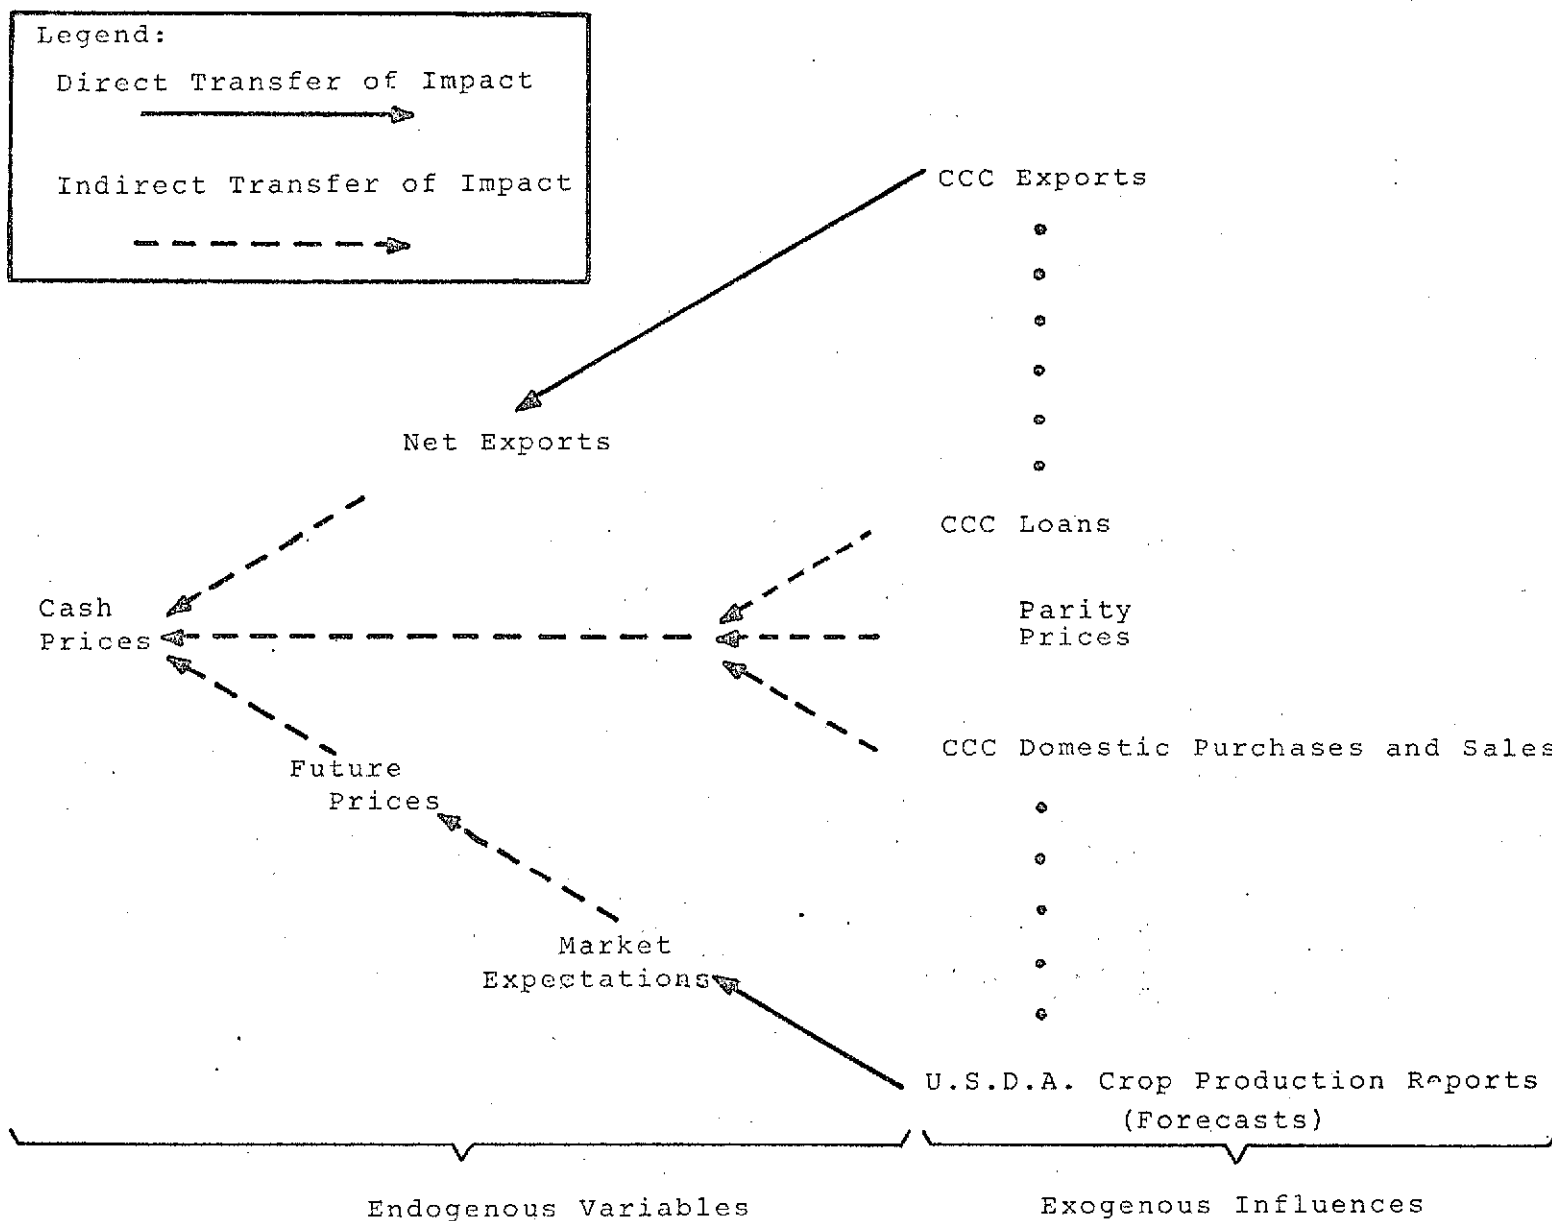 Legend:
Direct Transfer of Impact
Indirect Transfer of Impact
CCC Exports
Net Exports
CCC Loans
Cash
Prices
Parity
Prices
CCC Domestic Purchases and Sales
Future
Prices
Market
Expectations
U.S.D.A. Crop Production Reports
(Forecasts)
Endogenous Variables
Exogenous Influences